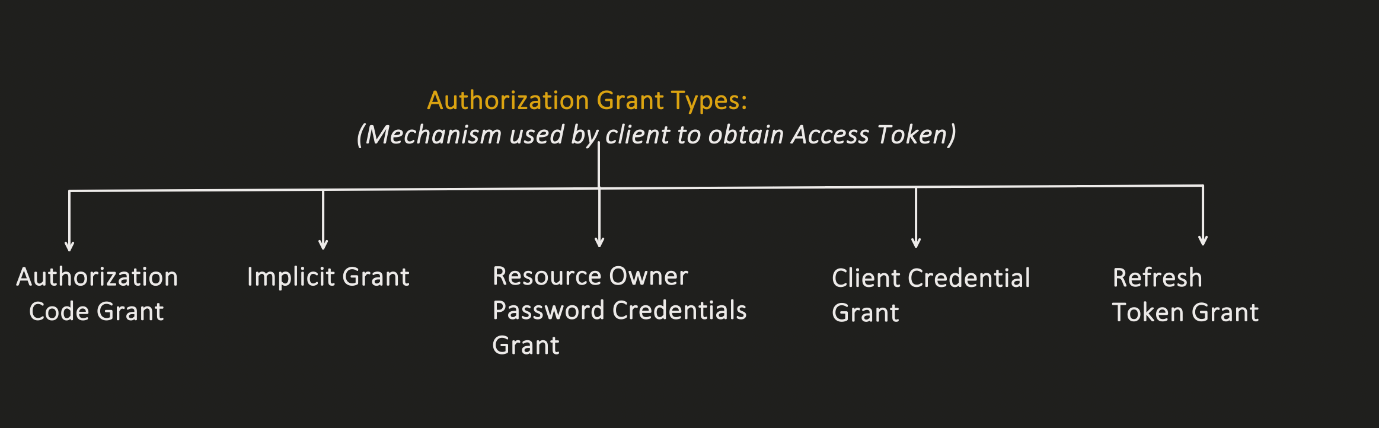 Authorization Grant Types:
(Mechanism used by client to obtain Access Token)
Authorization
Code Grant
Implicit Grant
Resource Owner
Password Credentials
Grant
Client Credential
Grant
Refresh
Token Grant